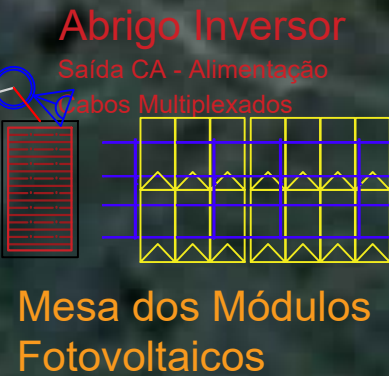 Abrigo Inversor
Saída CA - Alimentação
Cabos Multiplexados
Mesa dos Módulos
Fotovoltaicos